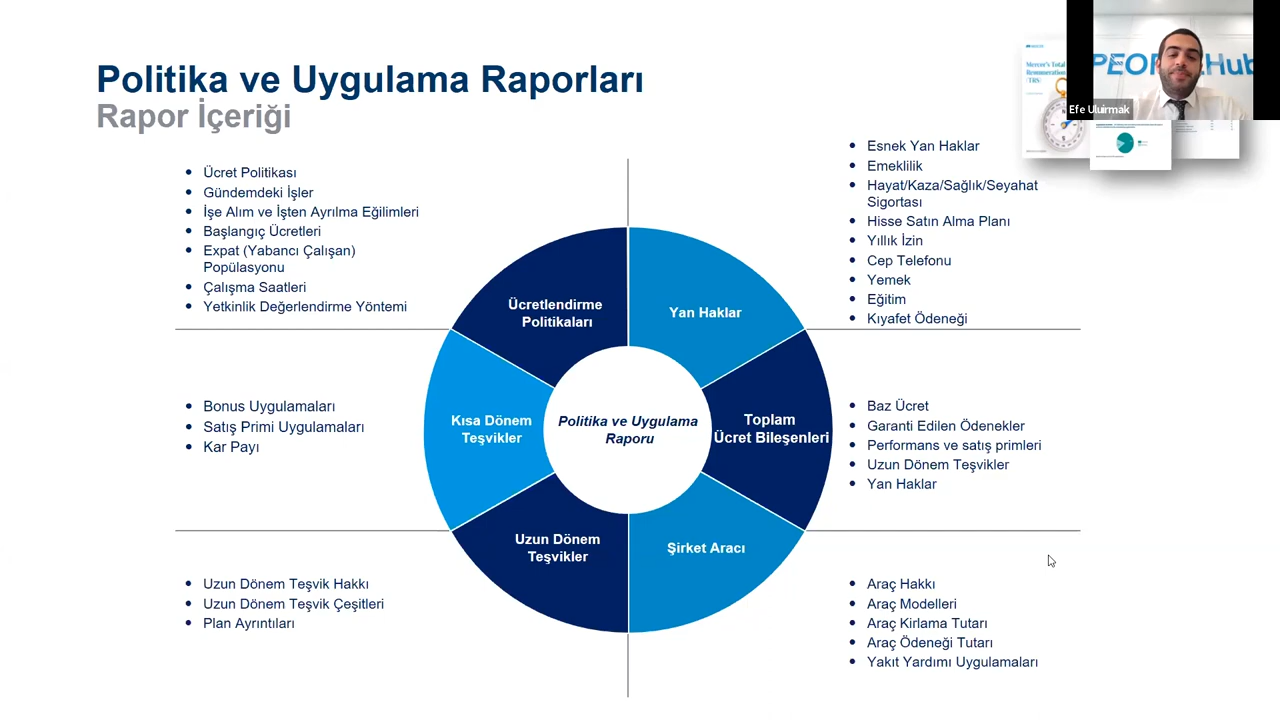 Politika ve Uygulama Raporları
Rapor İçeriği
Mercer's Total
Remuneration
(TRS)
Efe Uluirmak
• Ücret Politikası
• Gündemdeki İşler
• İşe Alım ve İşten Ayrılma Eğilimleri
• Başlangıç Ücretleri
• Expat (Yabancı Çalışan)
Popülasyonu
• Çalışma Saatleri
• Yetkinlik Değerlendirme Yöntemi
• Esnek Yan Haklar
• Emeklilik
• Hayat/Kaza/Sağlık/Seyahat
Sigortası
• Hisse Satın Alma Planı
• Yıllık İzin
• Cep Telefonu
• Yemek
• Eğitim
• Kıyafet Ödeneği
Ücretlendirme
Politikaları
Yan Haklar
• Bonus Uygulamaları
• Satış Primi Uygulamaları
• Kar Payı
Kısa Dönem
Teşvikler
Politika ve Uygulama
Raporu
Toplam
Ücret Bileşenleri
• Baz Ücret
• Garanti Edilen Ödenekler
• Performans ve satış primleri
• Uzun Dönem Teşvikler
• Yan Haklar
Uzun Dönem
Teşvikler
Şirket Aracı
• Uzun Dönem Teşvik Hakkı
• Uzun Dönem Teşvik Çeşitleri
• Plan Ayrıntıları
• Araç Hakkı
• Araç Modelleri
• Araç Kirlama Tutarı
• Araç Ödeneği Tutarı
• Yakıt Yardımı Uygulamaları